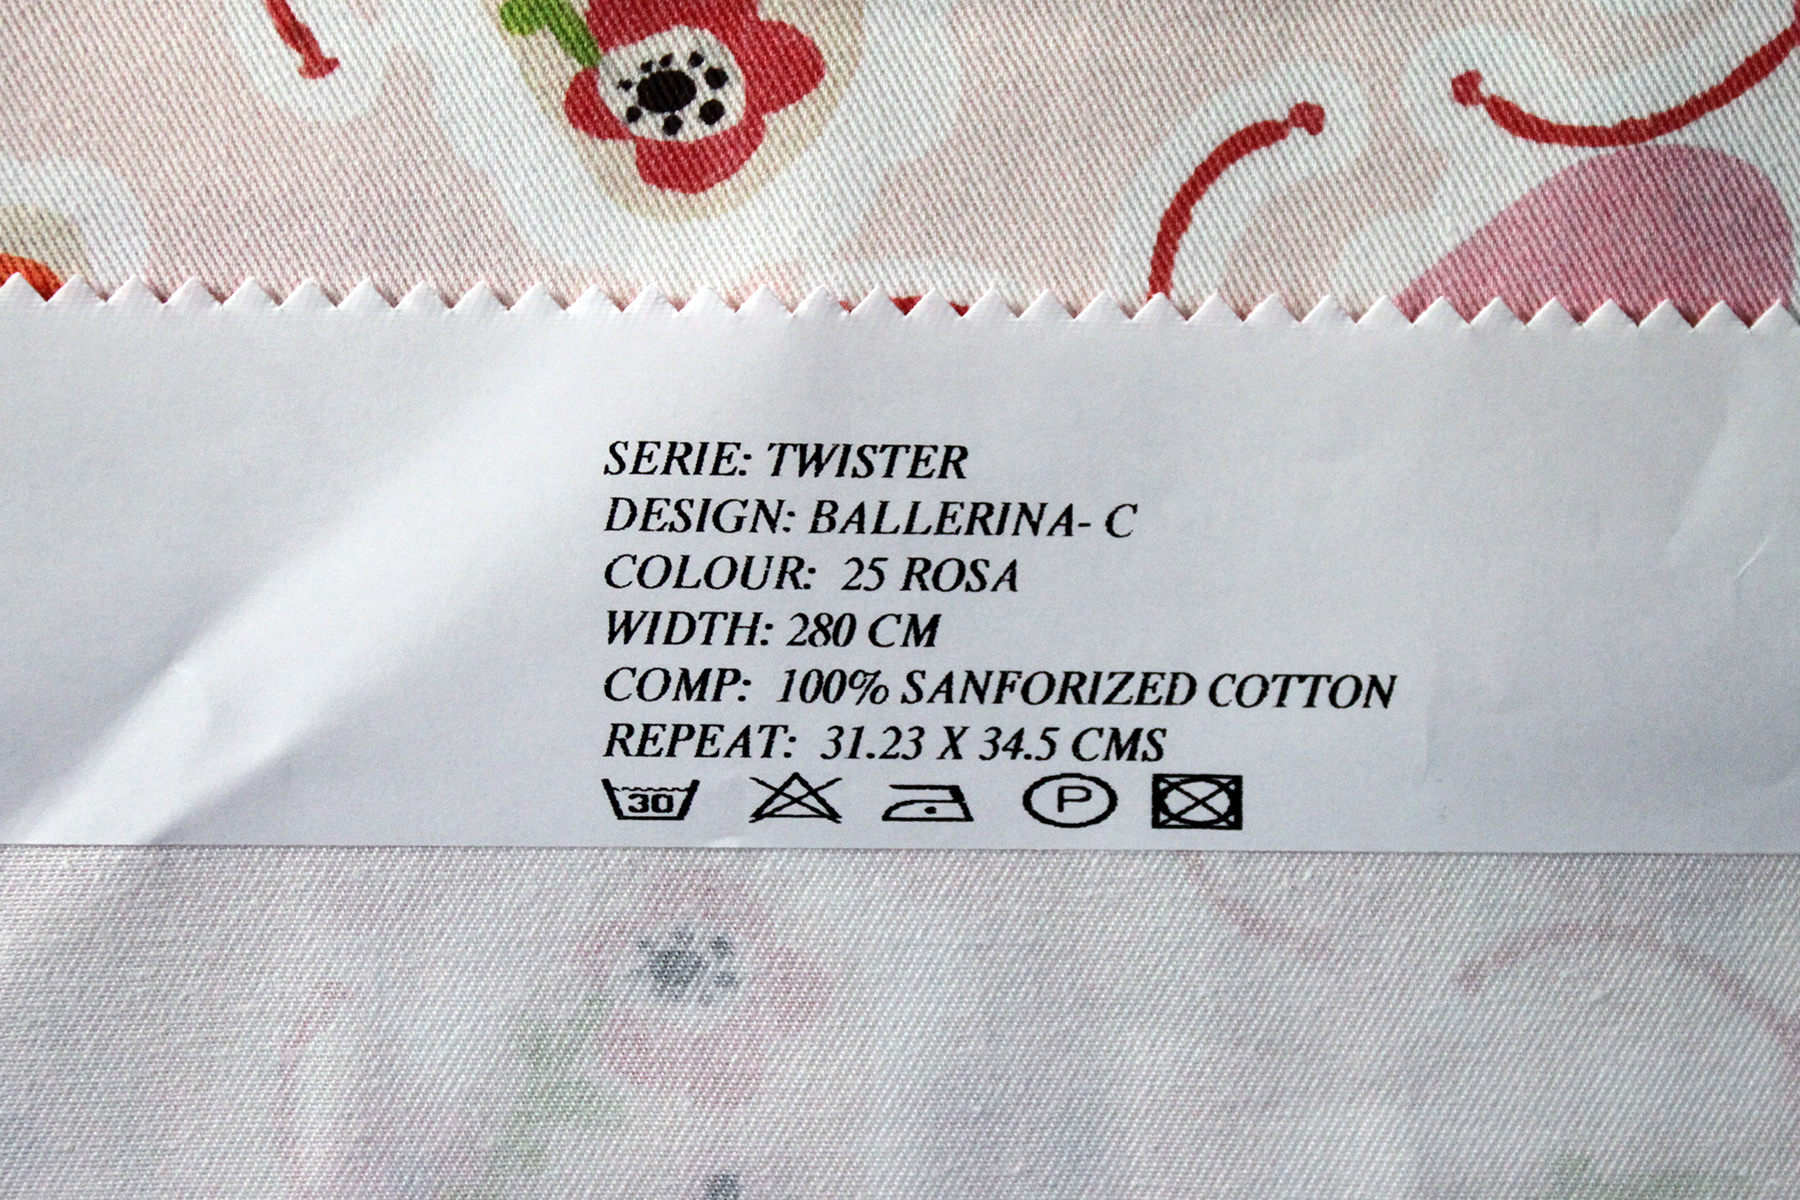 SERIE: TWISTER
DESIGN: BALLERINA- C
COLOUR: 25 ROSA
WIDTH: 280 CM
COMP: 100% SANFORIZED COTTON
REPEAT: 31.23 X 34.5 CMS
30 P